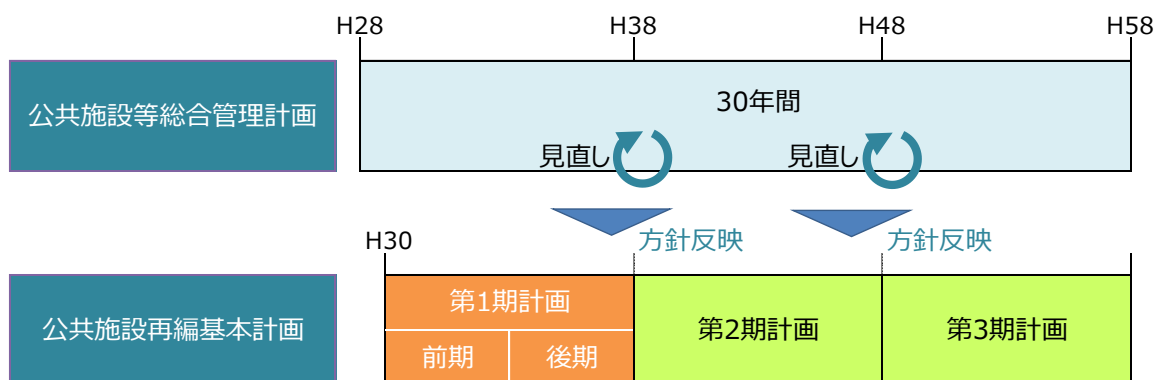 H28
H38
H48
H58
公共施設等総合管理計画
30年間
見直し
見直し
方針反映
方針反映
H30
公共施設再編基本計画
第1期計画
前期
後期
第2期計画
第3期計画